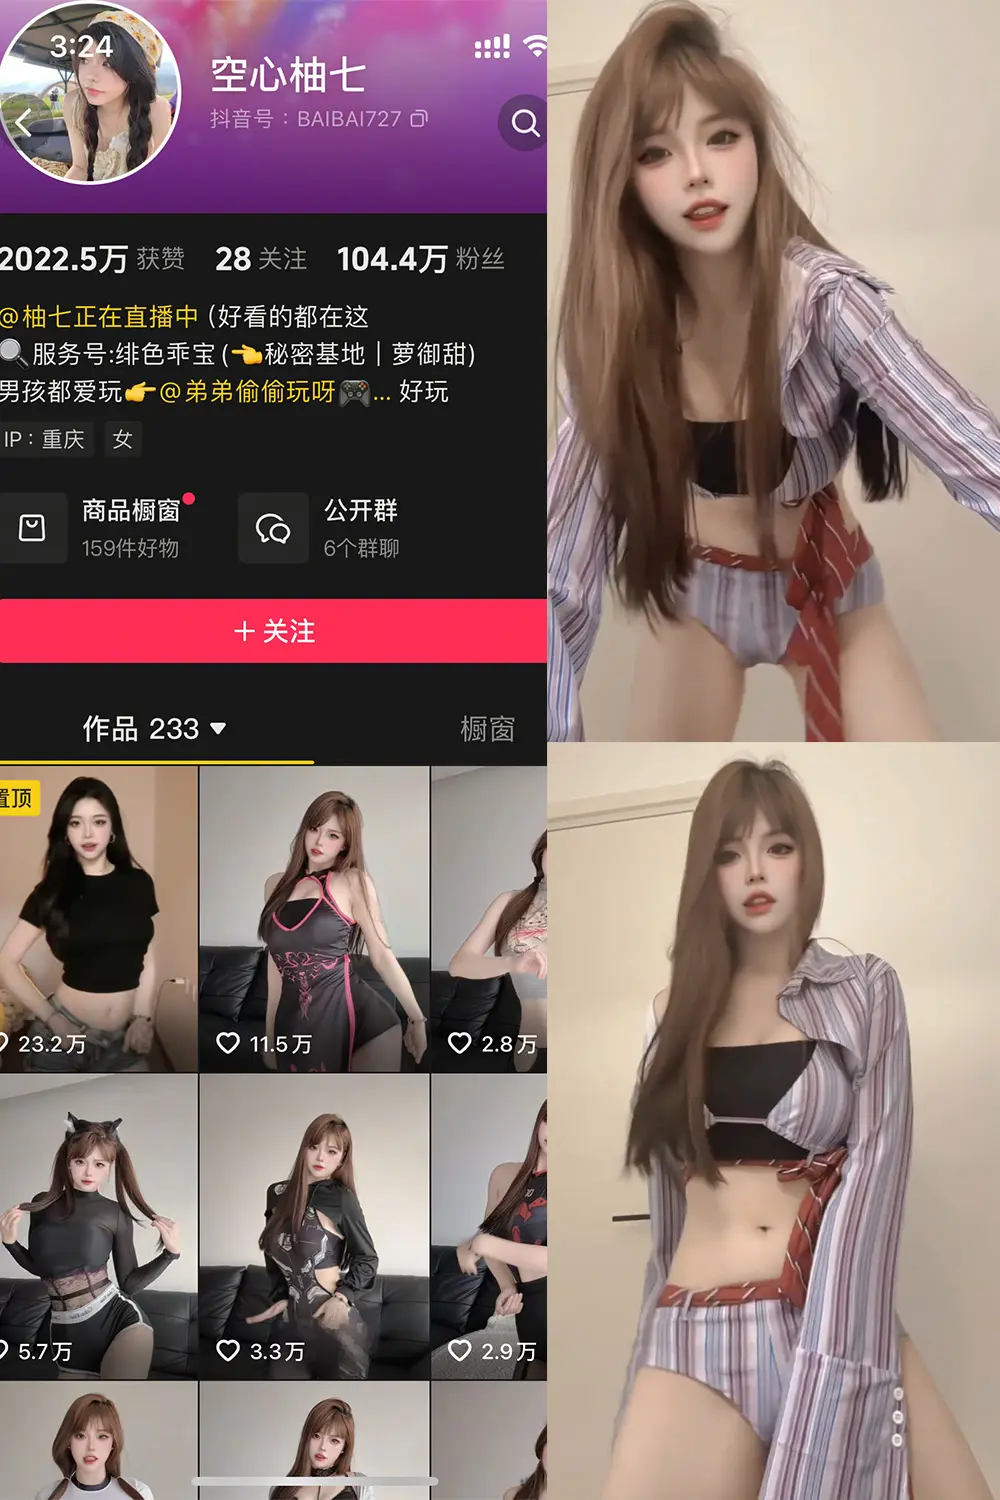 3:24
空心柚七
抖音号：BAIBAI727
2022.5万 获赞 28 关注 104.4万 粉丝
@柚七正在直播中 (好看的都在这
服务号:绯色乖宝(👈秘密基地｜萝御甜)
男孩都爱玩👉@弟弟偷偷玩呀🎮... 好玩
IP：重庆 女
商品橱窗 公开群
159件好物 6个群聊
＋关注
作品 233 橱窗
置顶
23.2万 11.5万 2.8万
5.7万 3.3万 2.9万